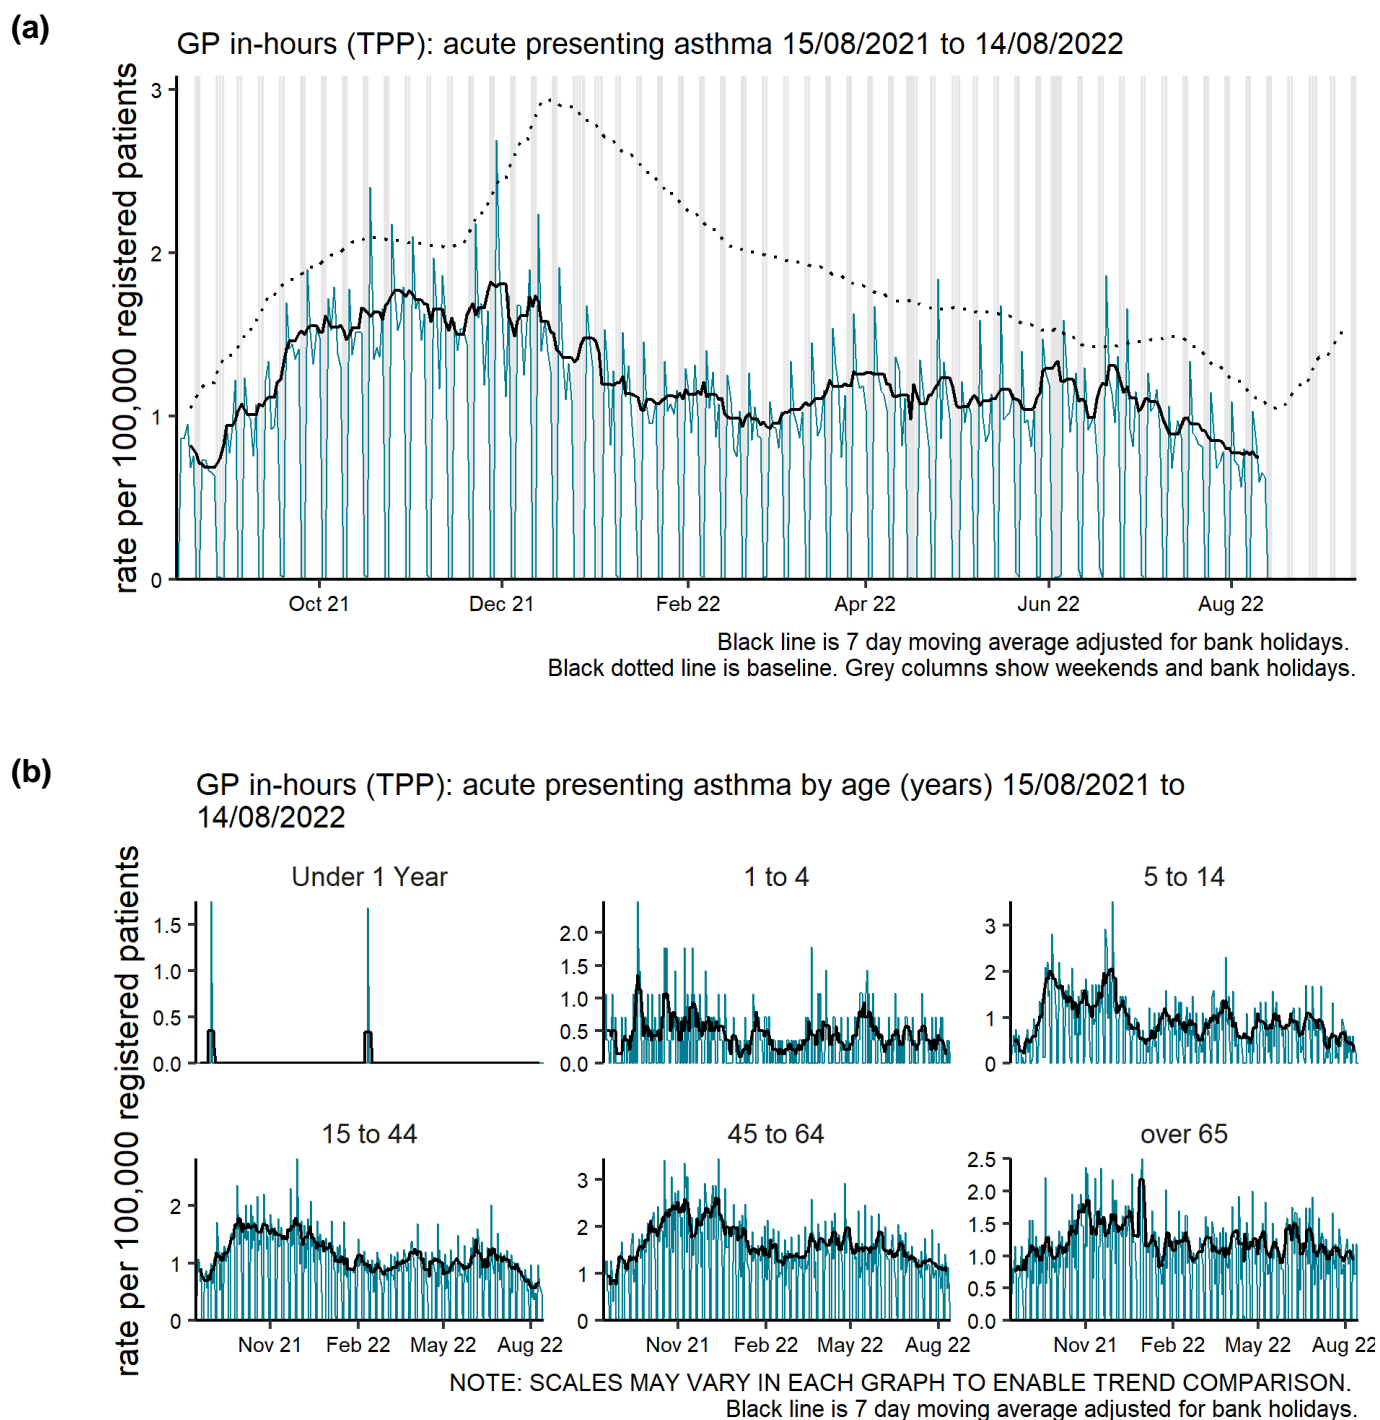 (a)
GP in-hours (TPP): acute presenting asthma 15/08/2021 to 14/08/2022
rate per 100,000 registered patients
3
2
1
0
Oct 21 Dec 21 Feb 22 Apr 22 Jun 22 Aug 22
Black line is 7 day moving average adjusted for bank holidays.
Black dotted line is baseline. Grey columns show weekends and bank holidays.
(b)
GP in-hours (TPP): acute presenting asthma by age (years) 15/08/2021 to
14/08/2022
rate per 100,000 registered patients
Under 1 Year
1.5
1.0
0.5
0.0
1 to 4
2.0
1.5
1.0
0.5
0.0
5 to 14
3
2
1
0
15 to 44
2
1
0
Nov 21 Feb 22 May 22 Aug 22
45 to 64
3
2
1
0
Nov 21 Feb 22 May 22 Aug 22
over 65
2.5
2.0
1.5
1.0
0.5
0.0
Nov 21 Feb 22 May 22 Aug 22
NOTE: SCALES MAY VARY IN EACH GRAPH TO ENABLE TREND COMPARISON.
Black line is 7 day moving average adjusted for bank holidays.